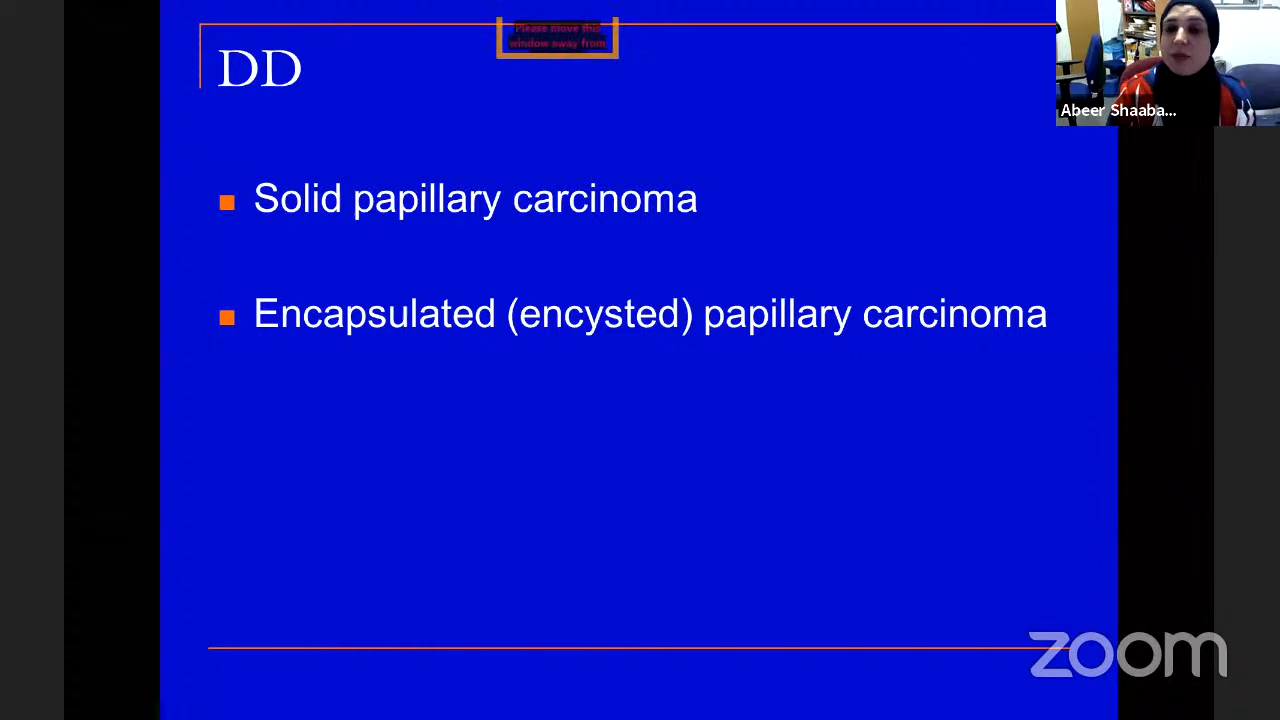 Please move this
window away from
DD
Abeer Shaaba...
Solid papillary carcinoma
Encapsulated (encysted) papillary carcinoma
zoom